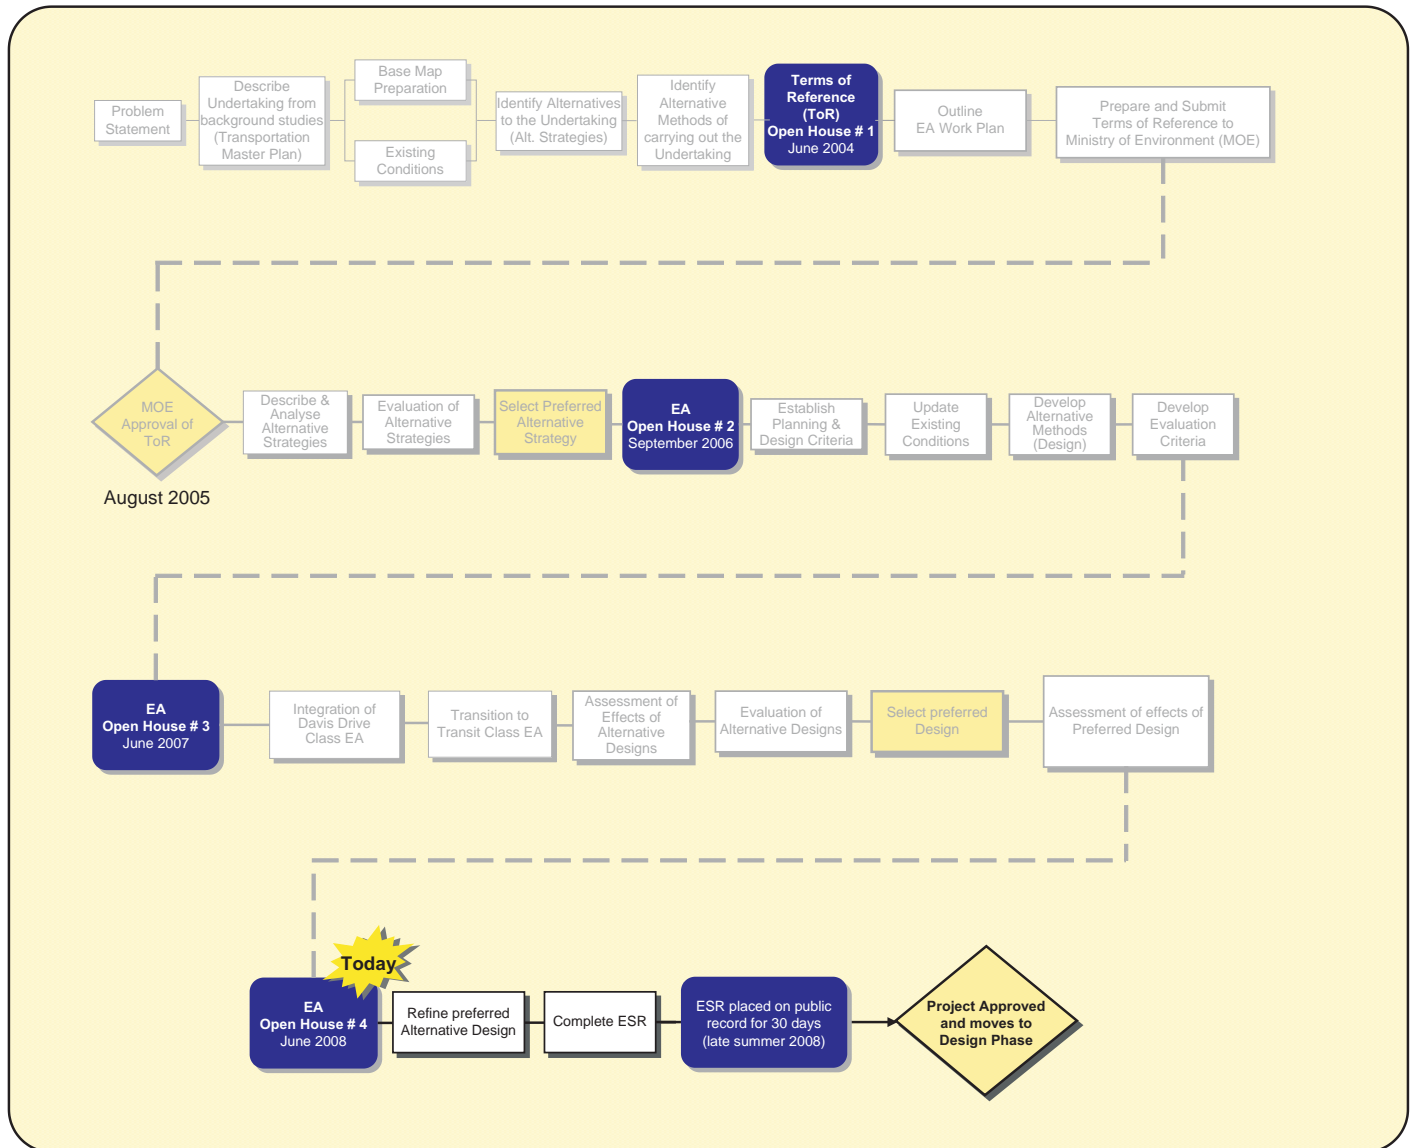 Problem
Statement
Describe
Undertaking from
background studies
(Transportation
Master Plan)
Base Map
Preparation
Existing
Conditions
Identify Alternatives
to the Undertaking
(Alt. Strategies)
Identify
Alternative
Methods of
carrying out the
Undertaking
Terms of
Reference
(ToR)
Open House # 1
June 2004
Outline
EA Work Plan
Prepare and Submit
Terms of Reference to
Ministry of Environment (MOE)
MOE
Approval of
ToR
August 2005
Describe &
Analyse
Alternative
Strategies
Evaluation of
Alternative
Strategies
Select Preferred
Alternative
Strategy
EA
Open House # 2
September 2006
Establish
Planning &
Design Criteria
Update
Existing
Conditions
Develop
Alternative
Methods
(Design)
Develop
Evaluation
Criteria
EA
Open House # 3
June 2007
Integration of
Davis Drive
Class EA
Transition to
Transit Class EA
Assessment of
Effects of
Alternative
Designs
Evaluation of
Alternative Designs
Select preferred
Design
Assessment of effects of
Preferred Design
Today
EA
Open House # 4
June 2008
Refine preferred
Alternative Design
Complete ESR
ESR placed on public
record for 30 days
(late summer 2008)
Project Approved
and moves to
Design Phase